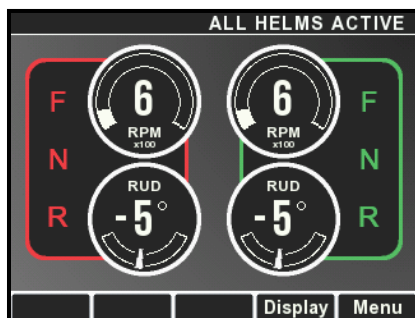 ALL HELMS ACTIVE
F
N
R
6
RPM
x100
RUD
-5°
6
RPM
x100
RUD
-5°
F
N
R
Display
Menu